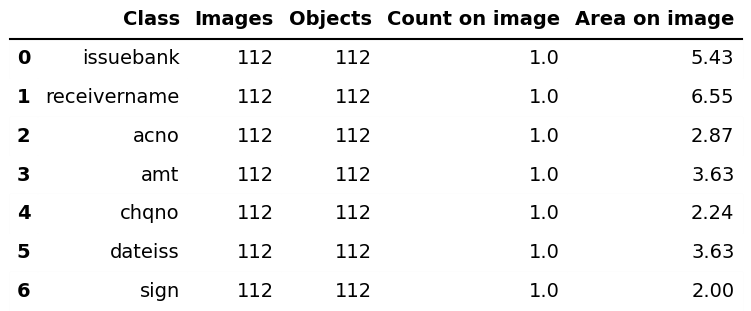 Class Images Objects Count on image Area on image
0 issuebank 112 112 1.0 5.43
1 receivername 112 112 1.0 6.55
2 acno 112 112 1.0 2.87
3 amt 112 112 1.0 3.63
4 chqno 112 112 1.0 2.24
5 dateiss 112 112 1.0 3.63
6 sign 112 112 1.0 2.00